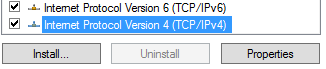 Internet Protocol Version 6 (TCP/IPv6)
Internet Protocol Version 4 (TCP/IPv4)
Install... Uninstall Properties